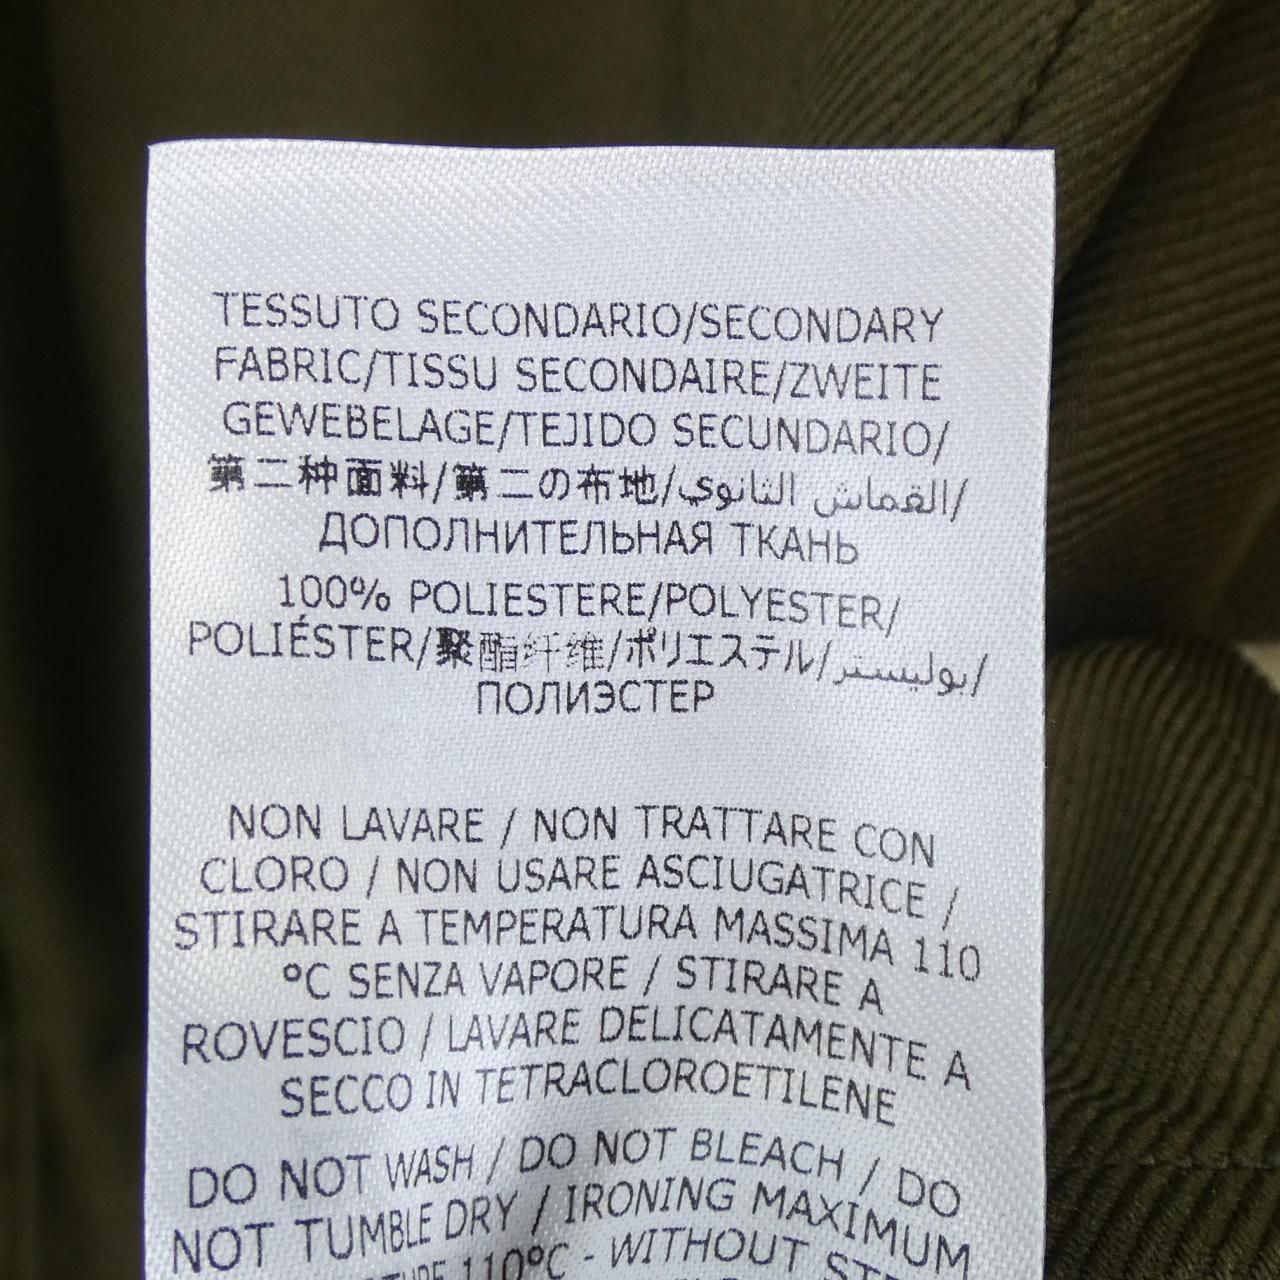 TESSUTO SECONDARIO/SECONDARY
FABRIC/TISSU SECONDAIRE/ZWEITE
GEWEBELAGE/TEJIDO SECUNDARIO/
第二种面料/第二の布地/القماش الثانوي/
ДОПОЛНИТЕЛЬНАЯ ТКАНЬ
100% POLIESTERE/POLYESTER/
POLIÉSTER/聚酯纤维/ポリエステル/بوليستر/
ПОЛИЭСТЕР
NON LAVARE / NON TRATTARE CON
CLORO / NON USARE ASCIUGATRICE /
STIRARE A TEMPERATURA MASSIMA 110
°C SENZA VAPORE / STIRARE A
ROVESCIO / LAVARE DELICATAMENTE A
SECCO IN TETRACLOROETILENE
DO NOT WASH / DO NOT BLEACH / DO
NOT TUMBLE DRY / IRONING MAXIMUM
110°C - WITHOUT